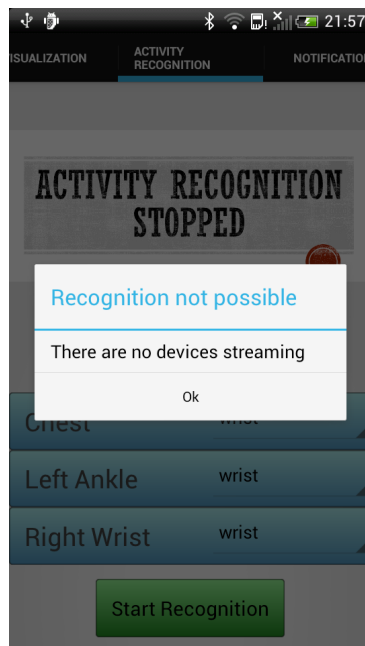 21:57
ISUALIZATION
ACTIVITY
RECOGNITION
NOTIFICATIO
ACTIVITY RECOGNITION
STOPPED
Recognition not possible
There are no devices streaming
Ok
Chest
wrist
Left Ankle
wrist
Right Wrist
wrist
Start Recognition